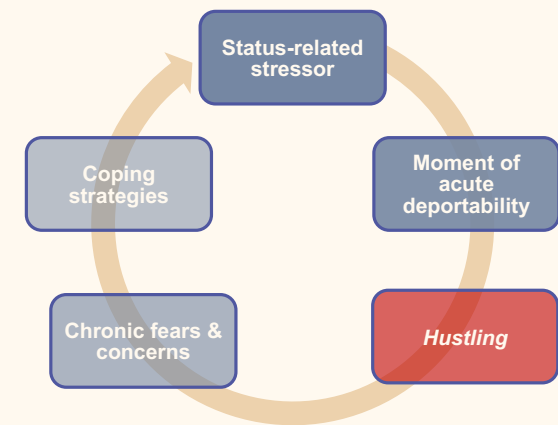 Status-related
stressor
Moment of
acute
deportability
Hustling
Chronic fears &
concerns
Coping
strategies